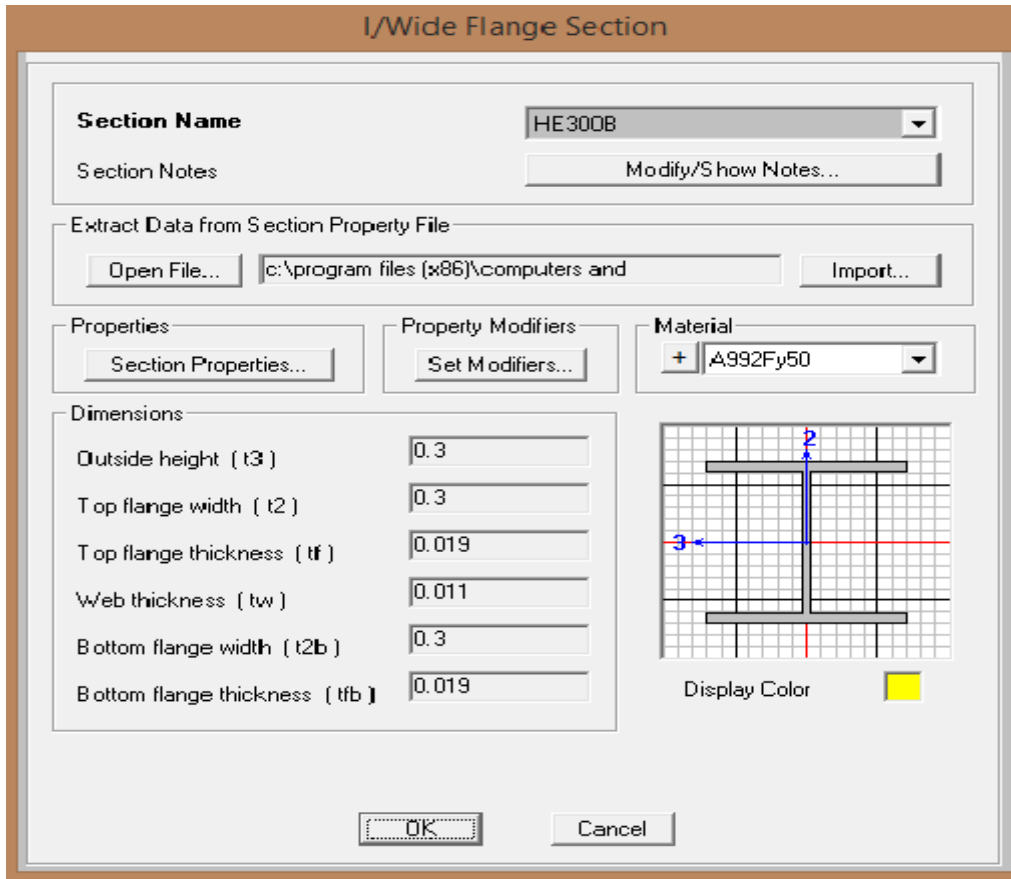 I/Wide Flange Section
Section Name HE300B
Section Notes Modify/Show Notes...
Extract Data from Section Property File
Open File... c:\program files (x86)\computers and Import...
Properties Property Modifiers Material
Section Properties... Set Modifiers... + A992Fy50
Dimensions
Outside height ( t3 ) 0.3
Top flange width ( t2 ) 0.3
Top flange thickness ( tf ) 0.019
Web thickness ( tw ) 0.011
Bottom flange width ( t2b ) 0.3
Bottom flange thickness ( tfb ) 0.019
2
3
Display Color
OK Cancel